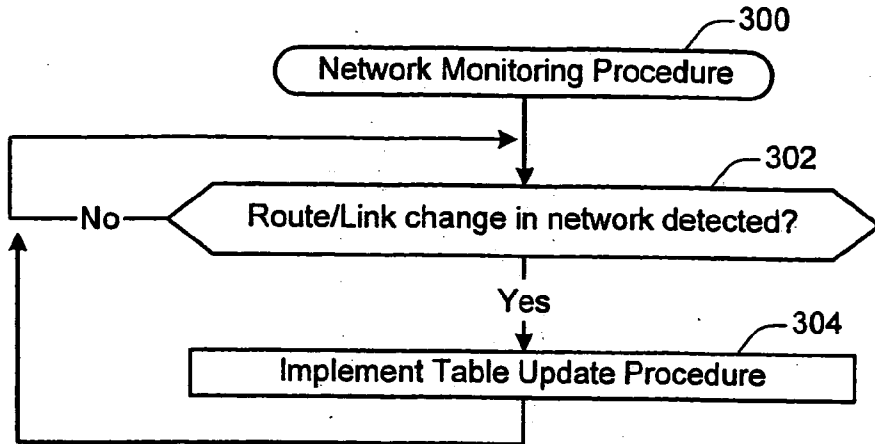 300
Network Monitoring Procedure
302
Route/Link change in network detected?
No
Yes
304
Implement Table Update Procedure